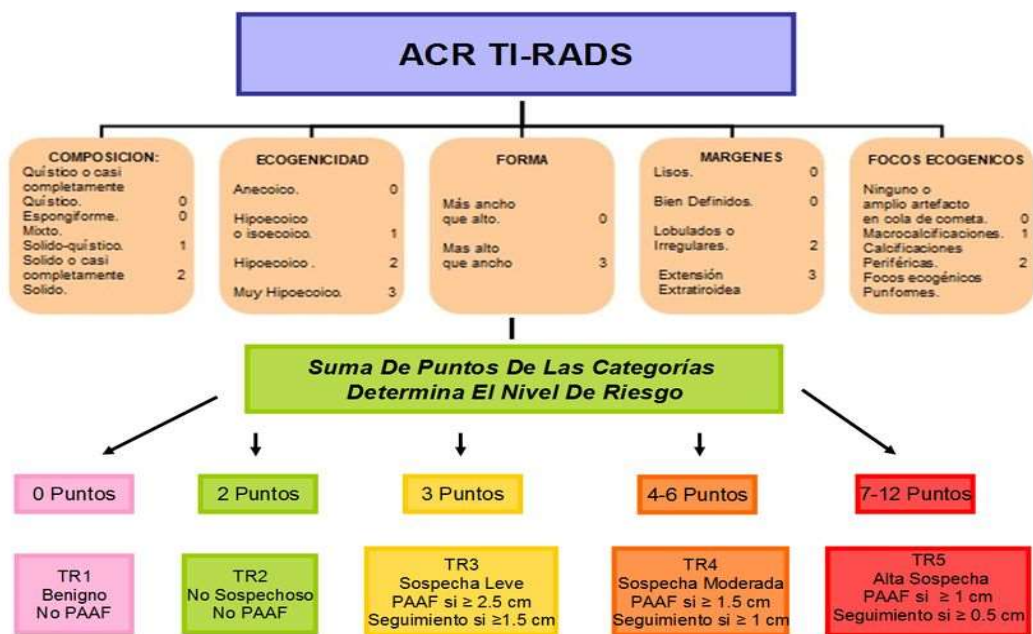 ACR TI-RADS
COMPOSICION:
Quístico o casi
completamente
Quístico. 0
Espongiforme. 0
Mixto.
Solido-quístico. 1
Solido o casi
completamente 2
Solido.
ECOGENICIDAD
Anecoico. 0
Hipoecoico
o isoecoico. 1
Hipoecoico . 2
Muy Hipoecoico. 3
FORMA
Más ancho
que alto. 0
Mas alto
que ancho 3
MARGENES
Lisos. 0
Bien Definidos. 0
Lobulados o
Irregulares. 2
Extensión 3
Extratiroidea
FOCOS ECOGENICOS
Ninguno o
amplio artefacto
en cola de cometa. 0
Macrocalcificaciones. 1
Calcificaciones
Periféricas. 2
Focos ecogénicos
Punformes.
Suma De Puntos De Las Categorías
Determina El Nivel De Riesgo
0 Puntos
2 Puntos
3 Puntos
4-6 Puntos
7-12 Puntos
TR1
Benigno
No PAAF
TR2
No Sospechoso
No PAAF
TR3
Sospecha Leve
PAAF si ≥ 2.5 cm
Seguimiento si ≥1.5 cm
TR4
Sospecha Moderada
PAAF si ≥ 1.5 cm
Seguimiento si ≥ 1 cm
TR5
Alta Sospecha
PAAF si ≥ 1 cm
Seguimiento si ≥ 0.5 cm